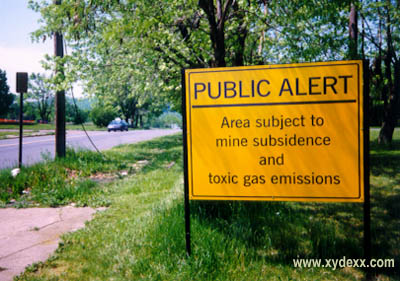 PUBLIC ALERT
Area subject to
mine subsidence
and
toxic gas emissions
www.xydexx.com